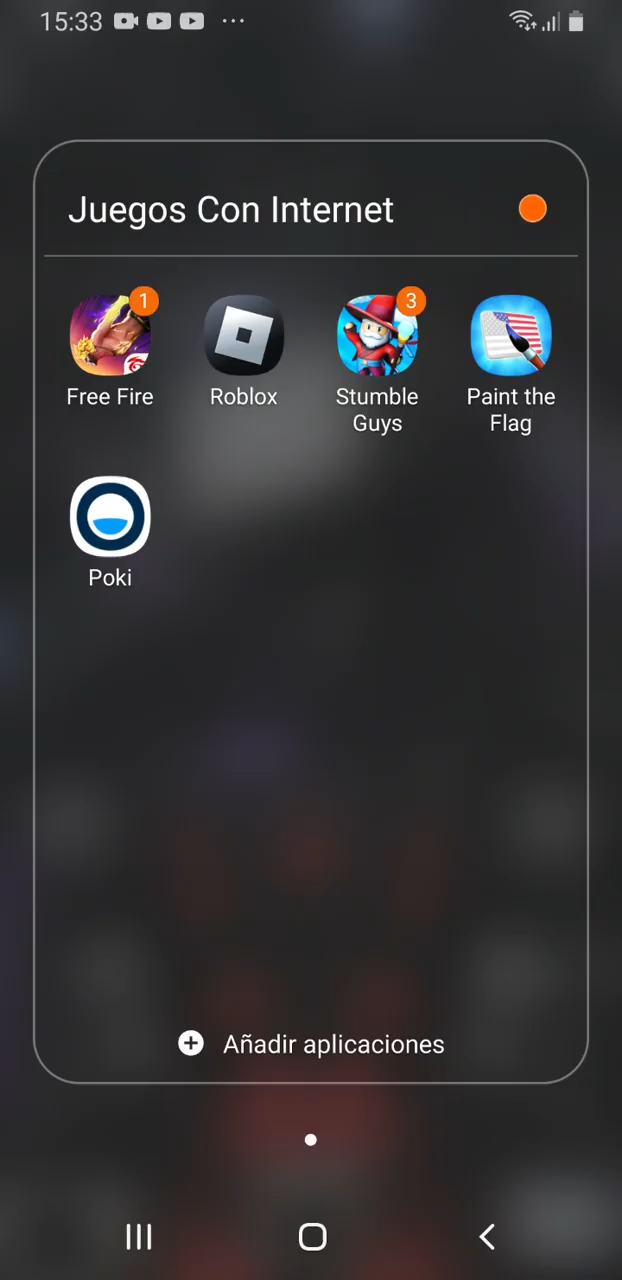 15:33
Juegos Con Internet
1
3
Free Fire
Roblox
Stumble
Guys
Paint the
Flag
Poki
Añadir aplicaciones